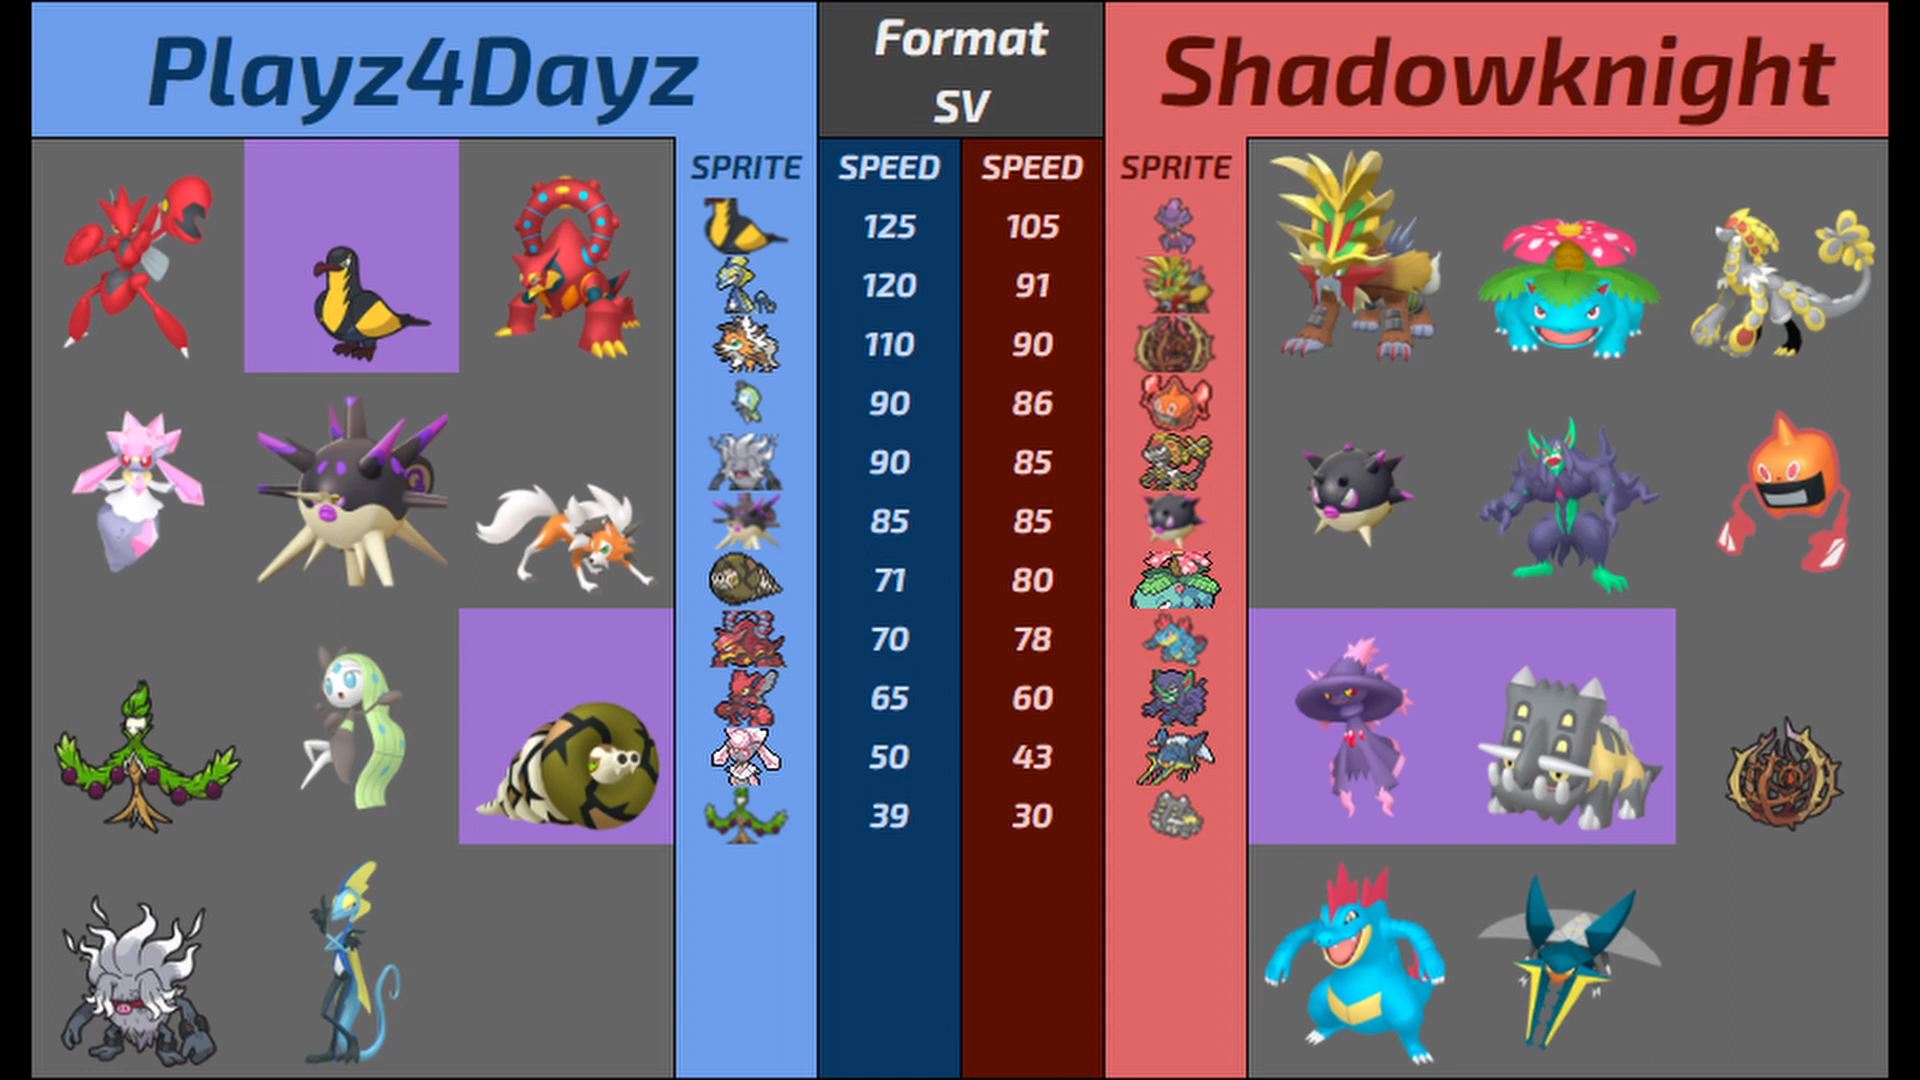 Playz4Dayz
Format
SV
Shadowknight
SPRITE SPEED SPEED SPRITE
125 105
120 91
110 90
90 86
90 85
85 85
71 80
70 78
65 60
50 43
39 30